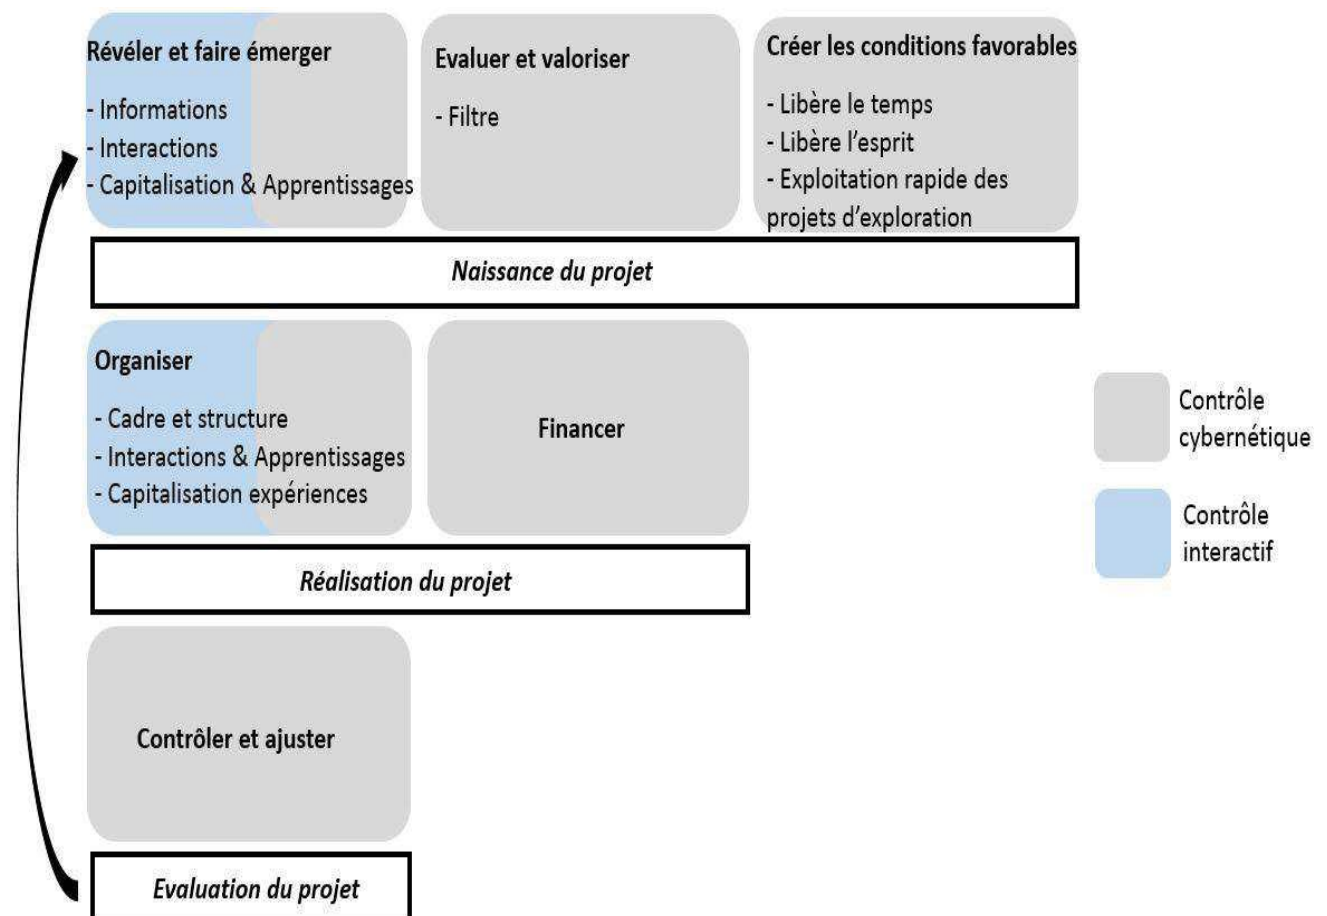 Révéler et faire émerger
- Informations
- Interactions
- Capitalisation & Apprentissages
Evaluer et valoriser
- Filtre
Créer les conditions favorables
- Libère le temps
- Libère l'esprit
- Exploitation rapide des
projets d'exploration
Naissance du projet
Organiser
- Cadre et structure
- Interactions & Apprentissages
- Capitalisation expériences
Financer
Réalisation du projet
Contrôler et ajuster
Evaluation du projet
Contrôle
cybernétique
Contrôle
interactif